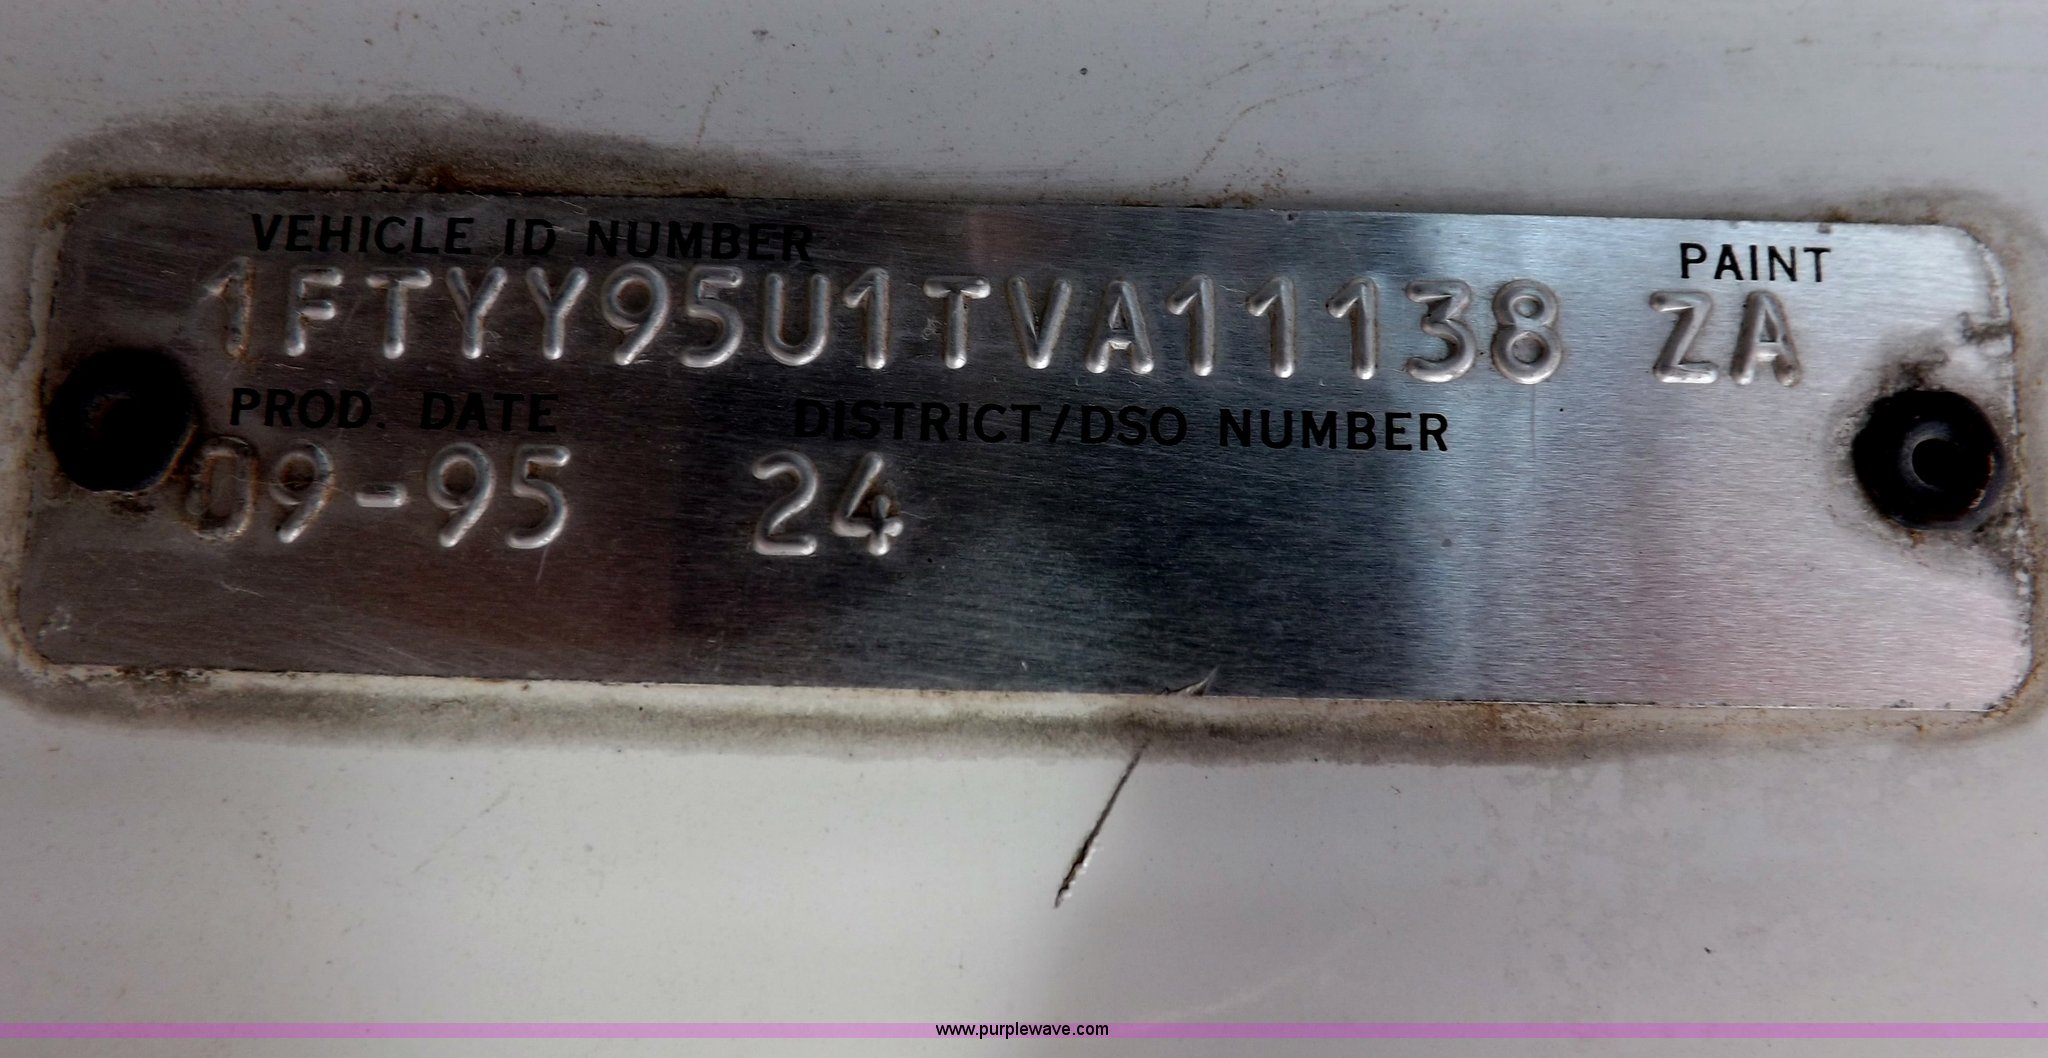 VEHICLE ID NUMBER PAINT
1FTYY95U1TVA11138 ZA
PROD. DATE DISTRICT/DSO NUMBER
09-95 24
www.purplewave.com